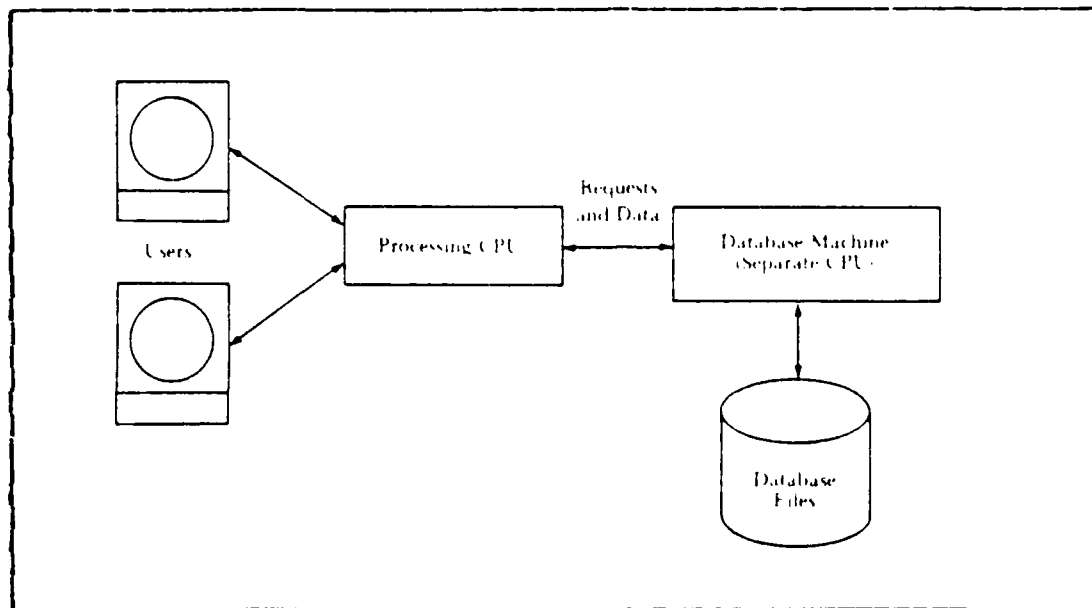 Users
Processing CPU
Requests
and Data
Database Machine
(Separate CPU)
Database
Files